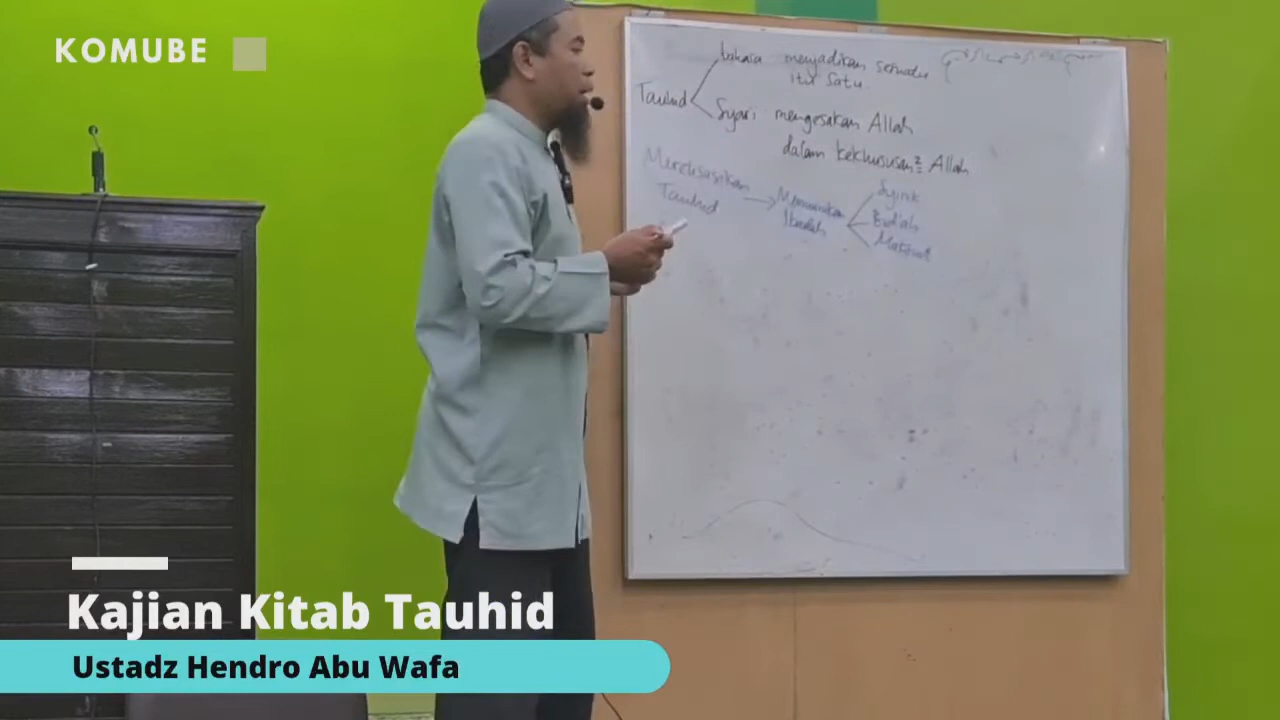 KOMUBE
bahasa menjadikan sesuatu
itu satu
Tauhid
Syar'i mengesakan Allah
dalam kekhususan² Allah
Merealisasikan
Tauhid
Memurnikan
Ibadah
Syirik
Bid'ah
Maksiat
Kajian Kitab Tauhid
Ustadz Hendro Abu Wafa